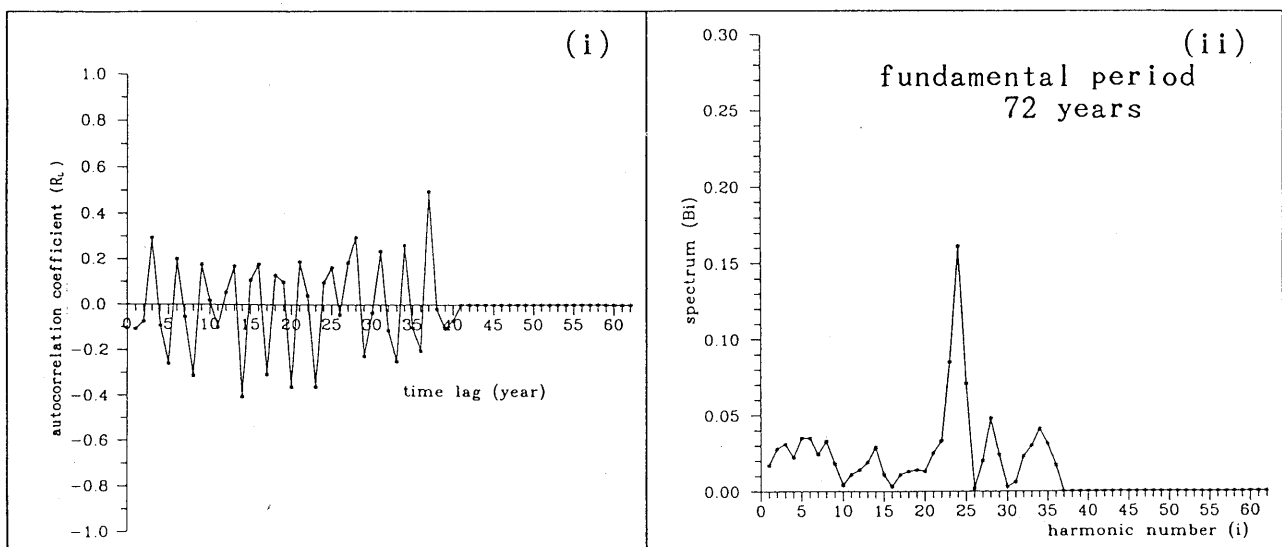 (i)
1.0
0.8
0.6
0.4
0.2
0.0
-0.2
-0.4
-0.6
-0.8
-1.0
autocorrelation coefficient (RL)
0 45 10 15 20 25 30 35 40 45 50 55 60
time lag (year)
(ii)
fundamental period
72 years
0.30
0.25
0.20
0.15
0.10
0.05
0.00
spectrum (Bi)
0 5 10 15 20 25 30 35 40 45 50 55 60
harmonic number (i)